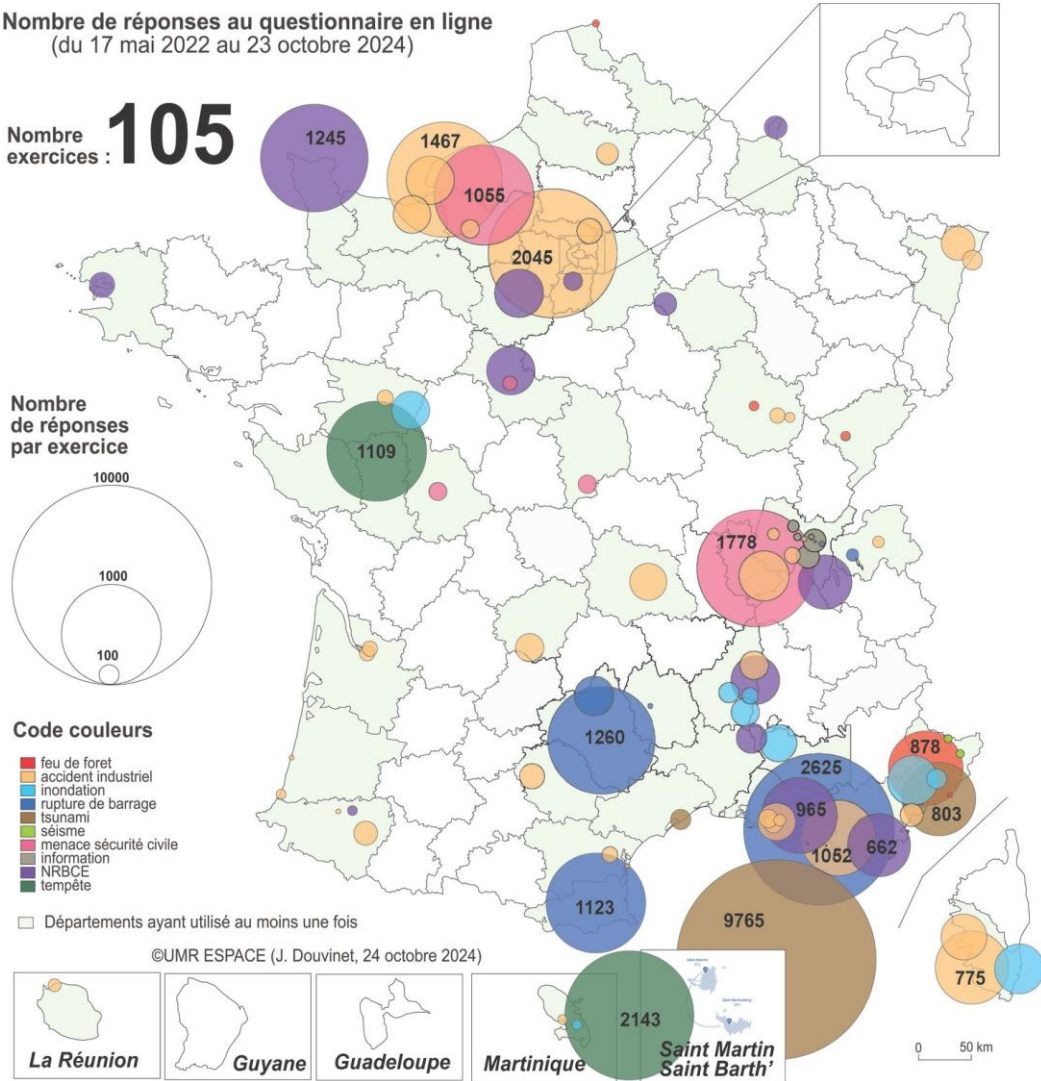 Nombre de réponses au questionnaire en ligne
(du 17 mai 2022 au 23 octobre 2024)
Nombre
exercices : 105
1245
1467
1055
2045
Nombre
de réponses
par exercice
10000
1000
100
1109
1778
Code couleurs
feu de foret
accident industriel
inondation
rupture de barrage
tsunami
séisme
menace sécurité civile
information
NRBCE
tempête
Départements ayant utilisé au moins une fois
1260
878
2625
965
803
1052
662
1123
9765
775
©UMR ESPACE (J. Douvinet, 24 octobre 2024)
La Réunion
Guyane
Guadeloupe
Martinique
2143
Saint Martin
Saint Barth'
0 50 km